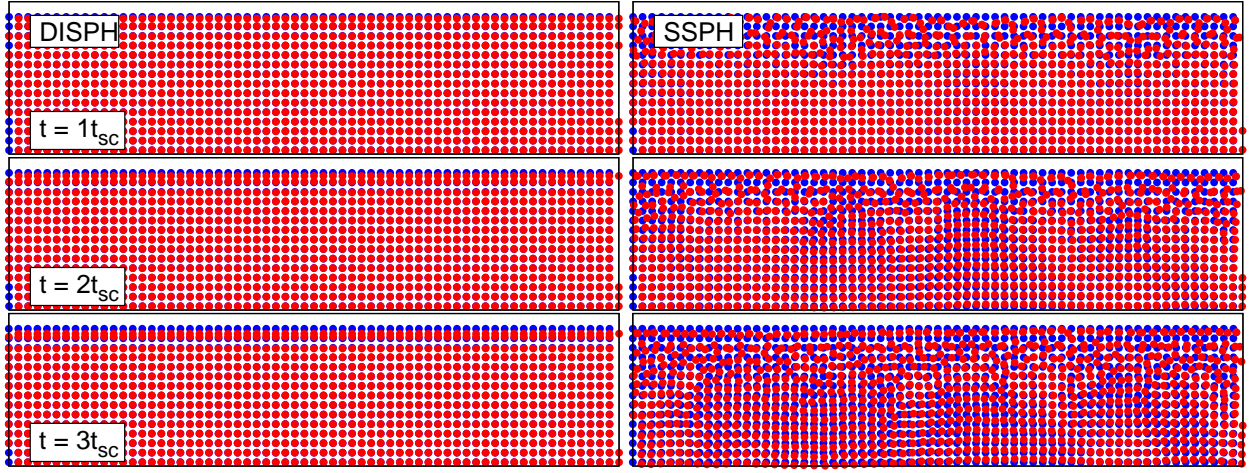 DISPH
SSPH
t = 1t_sc
t = 2t_sc
t = 3t_sc